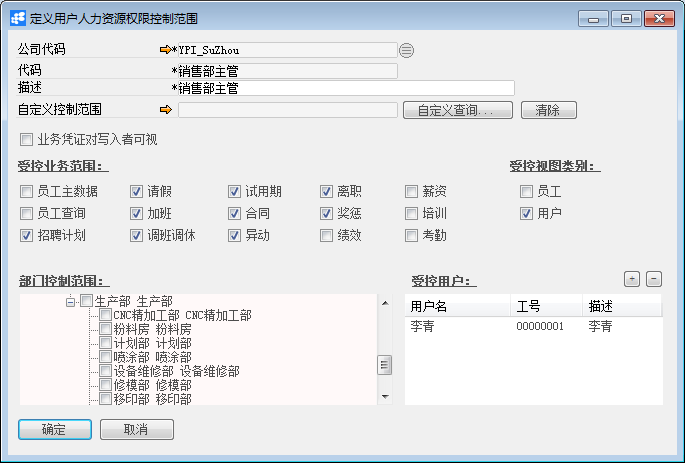 定义用户人力资源权限控制范围
公司代码 *YPI_SuZhou
代码 *销售部主管
描述 *销售部主管
自定义控制范围 自定义查询... 清除
业务凭证对写入者可视
受控业务范围： 受控视图类别：
员工主数据 请假 试用期 离职 薪资 员工
员工查询 加班 合同 奖惩 培训 用户
招聘计划 调班调休 异动 绩效 考勤
部门控制范围： 受控用户：
生产部 生产部
CNC精加工部 CNC精加工部
粉料房 粉料房
计划部 计划部
喷涂部 喷涂部
设备维修部 设备维修部
修模部 修模部
移印部 移印部
用户名 工号 描述
李青 00000001 李青
确定 取消